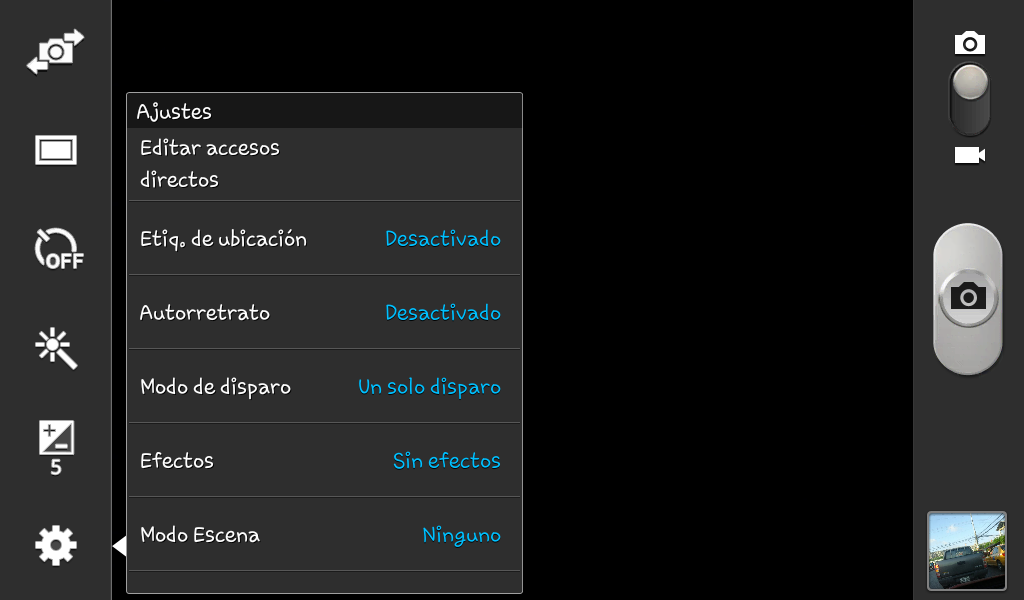 Ajustes
Editar accesos
directos
Etiq. de ubicación Desactivado
Autorretrato Desactivado
Modo de disparo Un solo disparo
Efectos Sin efectos
Modo Escena Ninguno
OFF
5